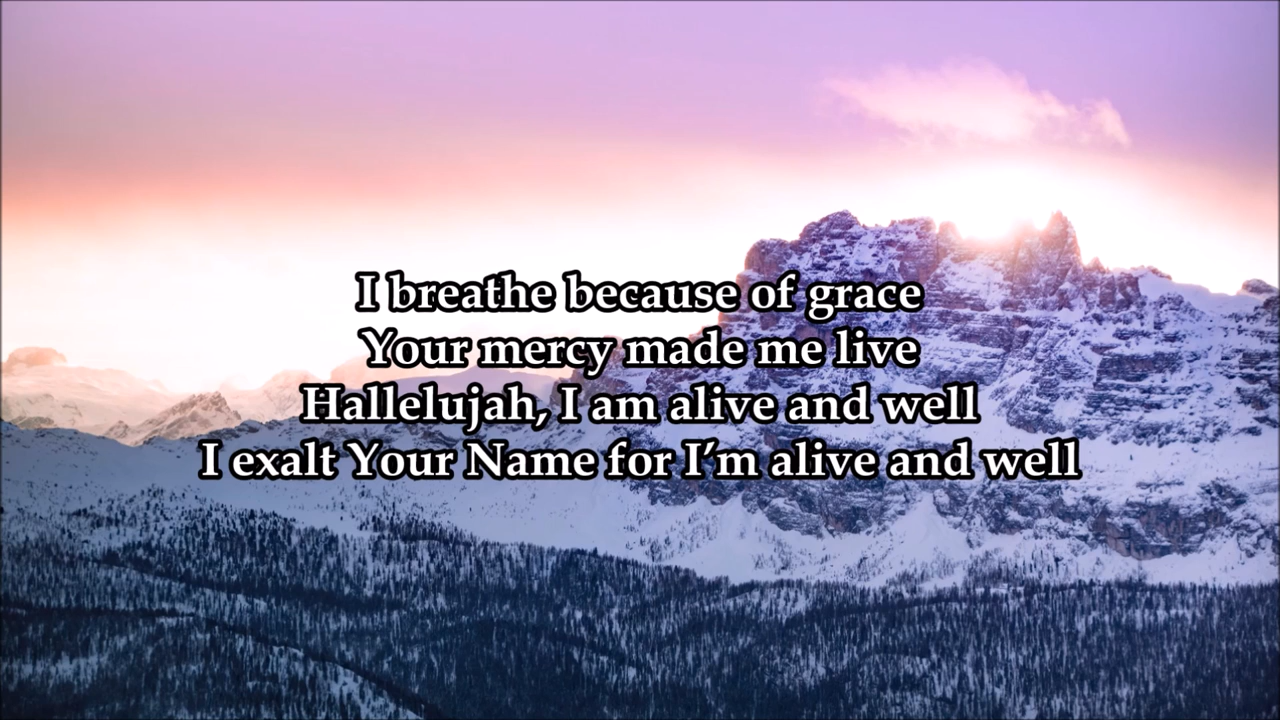 I breathe because of grace
Your mercy made me live
Hallelujah, I am alive and well
I exalt Your Name for I’m alive and well